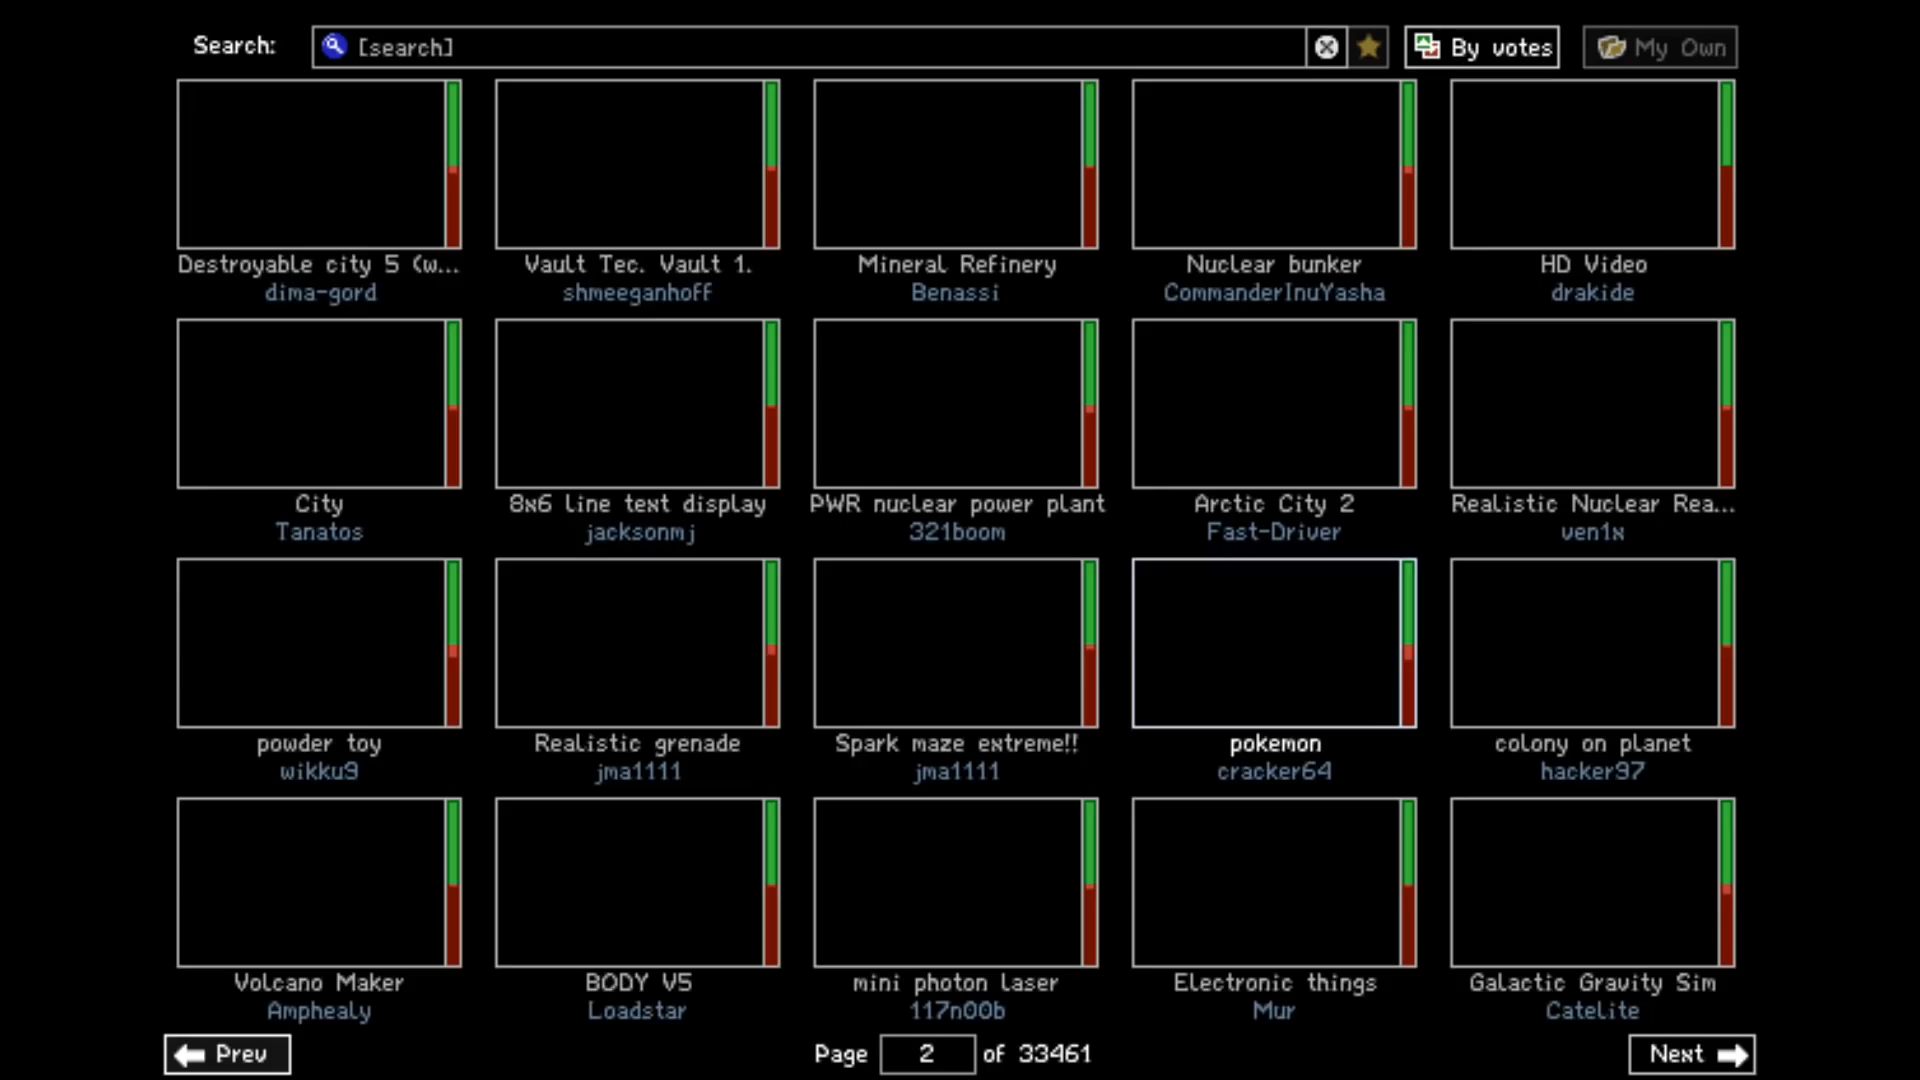 Search: [search] By votes My Own
Destroyable city 5 (w... Vault Tec. Vault 1. Mineral Refinery Nuclear bunker HD Video
dima-gord shmeeganhoff Benassi CommanderInuYasha drakide
City 8x6 line text display PWR nuclear power plant Arctic City 2 Realistic Nuclear Rea...
Tanatos jacksonmj 321boom Fast-Driver ven1x
powder toy Realistic grenade Spark maze extreme!! pokemon colony on planet
wikku9 jma1111 jma1111 cracker64 hacker97
Volcano Maker BODY V5 mini photon laser Electronic things Galactic Gravity Sim
Amphealy Loadstar 117n00b Mur Catelite
Prev Page 2 of 33461 Next